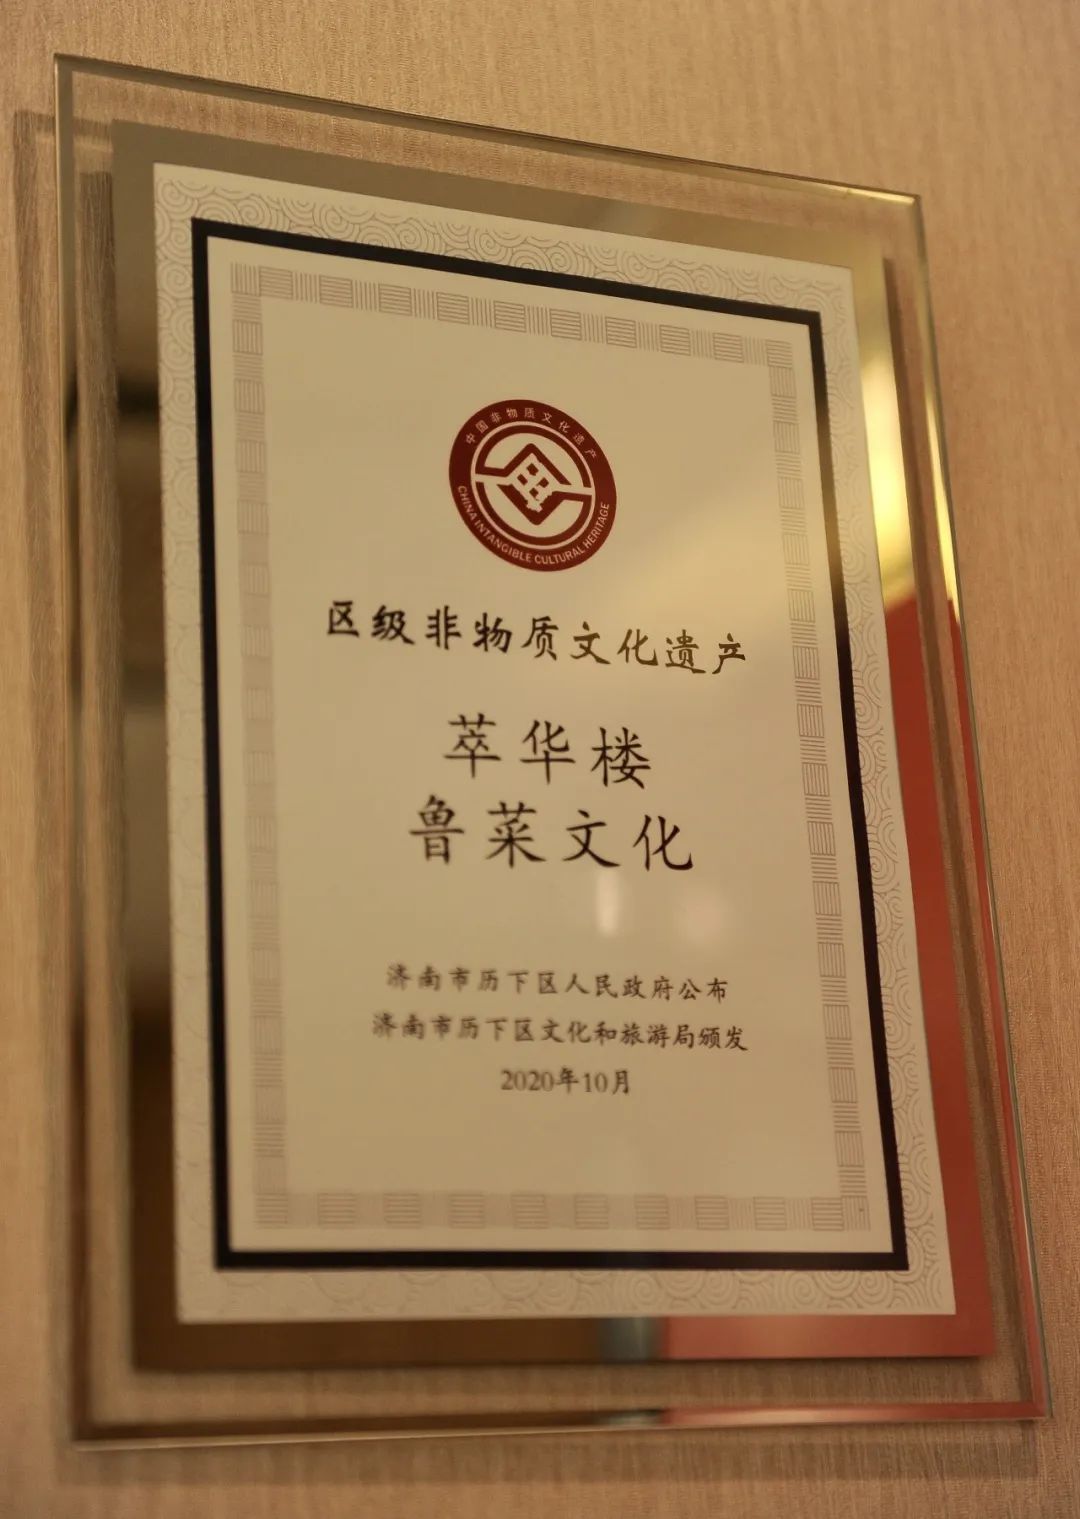 中国非物质文化遗产
CHINA INTANGIBLE CULTURAL HERITAGE
区级非物质文化遗产
萃华楼
鲁菜文化
济南市历下区人民政府公布
济南市历下区文化和旅游局颁发
2020年10月